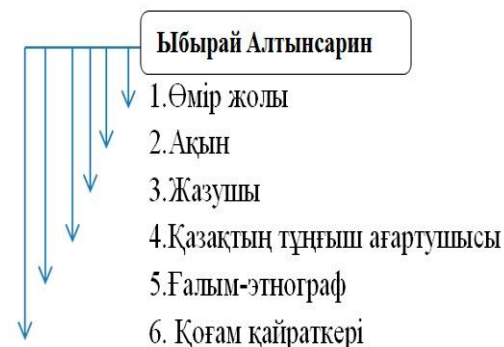 Ыбырай Алтынсарин
1.Өмір жолы
2.Ақын
3.Жазушы
4.Қазақтың тұңғыш ағартушысы
5.Ғалым-этнограф
6. Қоғам қайраткері